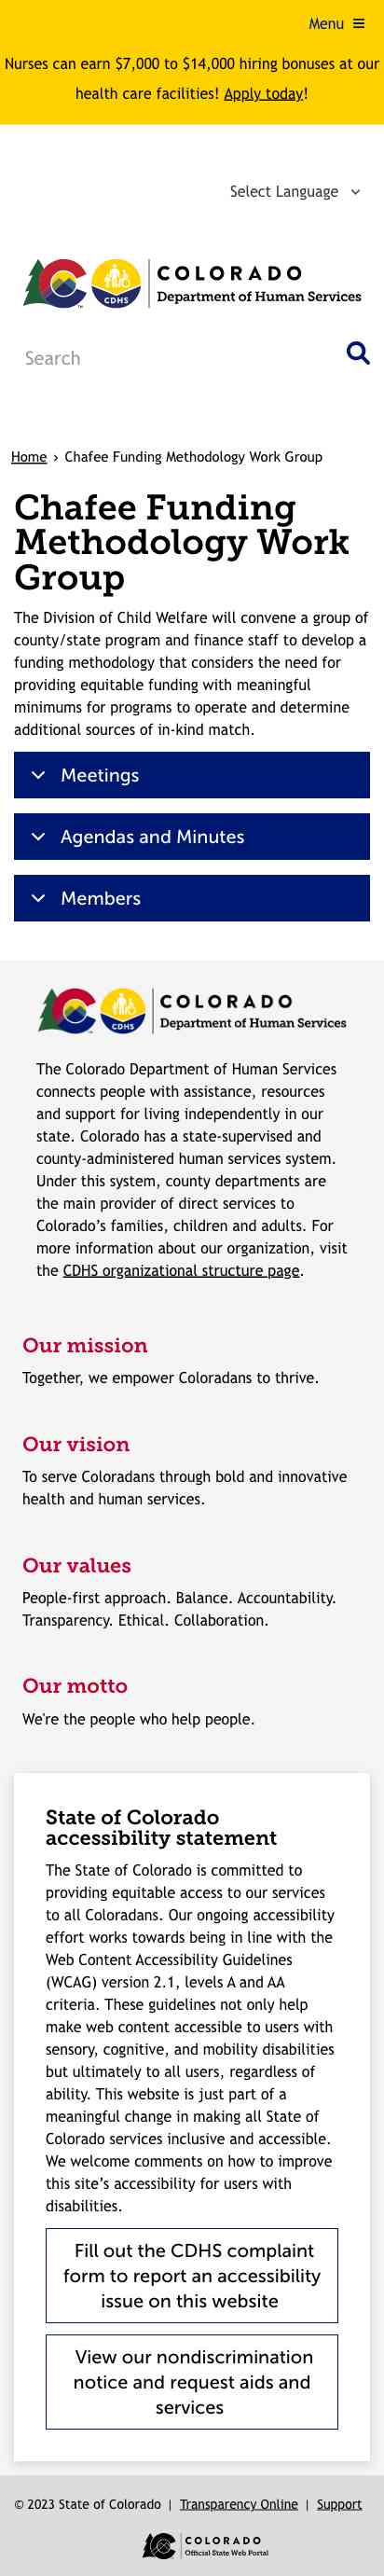 Menu
Nurses can earn $7,000 to $14,000 hiring bonuses at our
health care facilities! Apply today!
Select Language
COLORADO
CDHS
TM
Department of Human Services
Search
Home › Chafee Funding Methodology Work Group
Chafee Funding
Methodology Work
Group
The Division of Child Welfare will convene a group of
county/state program and finance staff to develop a
funding methodology that considers the need for
providing equitable funding with meaningful
minimums for programs to operate and determine
additional sources of in-kind match.
Meetings
Agendas and Minutes
Members
COLORADO
CDHS
TM
Department of Human Services
The Colorado Department of Human Services
connects people with assistance, resources
and support for living independently in our
state. Colorado has a state-supervised and
county-administered human services system.
Under this system, county departments are
the main provider of direct services to
Colorado’s families, children and adults. For
more information about our organization, visit
the CDHS organizational structure page.
Our mission
Together, we empower Coloradans to thrive.
Our vision
To serve Coloradans through bold and innovative
health and human services.
Our values
People-first approach. Balance. Accountability.
Transparency. Ethical. Collaboration.
Our motto
We're the people who help people.
State of Colorado
accessibility statement
The State of Colorado is committed to
providing equitable access to our services
to all Coloradans. Our ongoing accessibility
effort works towards being in line with the
Web Content Accessibility Guidelines
(WCAG) version 2.1, levels A and AA
criteria. These guidelines not only help
make web content accessible to users with
sensory, cognitive, and mobility disabilities
but ultimately to all users, regardless of
ability. This website is just part of a
meaningful change in making all State of
Colorado services inclusive and accessible.
We welcome comments on how to improve
this site’s accessibility for users with
disabilities.
Fill out the CDHS complaint
form to report an accessibility
issue on this website
View our nondiscrimination
notice and request aids and
services
© 2023 State of Colorado | Transparency Online | Support
COLORADO
Official State Web Portal